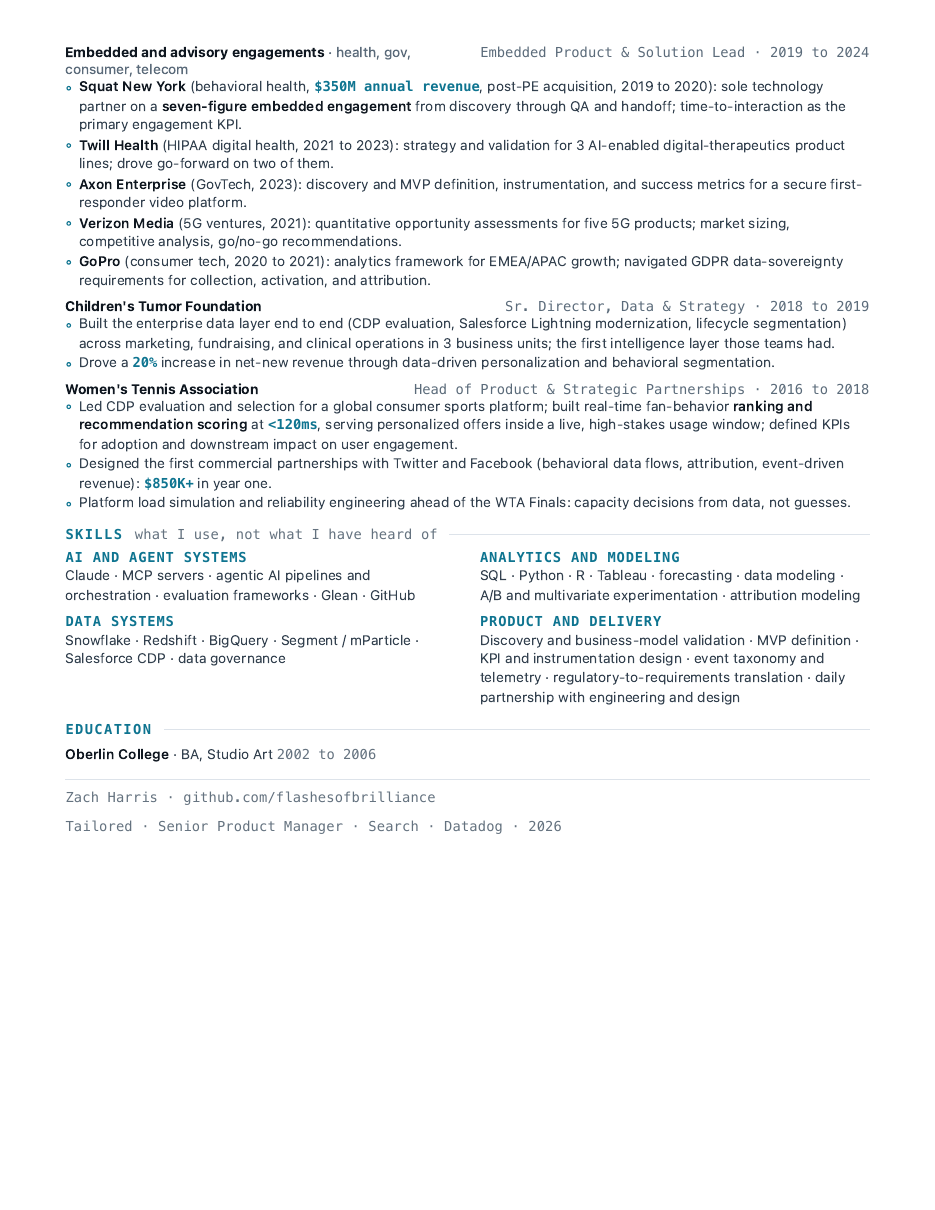 Embedded and advisory engagements · health, gov, consumer, telecom
Embedded Product & Solution Lead · 2019 to 2024
Squat New York (behavioral health, $350M annual revenue, post-PE acquisition, 2019 to 2020): sole technology
partner on a seven-figure embedded engagement from discovery through QA and handoff; time-to-interaction as the
primary engagement KPI.
Twill Health (HIPAA digital health, 2021 to 2023): strategy and validation for 3 AI-enabled digital-therapeutics product
lines; drove go-forward on two of them.
Axon Enterprise (GovTech, 2023): discovery and MVP definition, instrumentation, and success metrics for a secure first-
responder video platform.
Verizon Media (5G ventures, 2021): quantitative opportunity assessments for five 5G products; market sizing,
competitive analysis, go/no-go recommendations.
GoPro (consumer tech, 2020 to 2021): analytics framework for EMEA/APAC growth; navigated GDPR data-sovereignty
requirements for collection, activation, and attribution.
Children's Tumor Foundation
Sr. Director, Data & Strategy · 2018 to 2019
Built the enterprise data layer end to end (CDP evaluation, Salesforce Lightning modernization, lifecycle segmentation)
across marketing, fundraising, and clinical operations in 3 business units; the first intelligence layer those teams had.
Drove a 20% increase in net-new revenue through data-driven personalization and behavioral segmentation.
Women's Tennis Association
Head of Product & Strategic Partnerships · 2016 to 2018
Led CDP evaluation and selection for a global consumer sports platform; built real-time fan-behavior ranking and
recommendation scoring at <120ms, serving personalized offers inside a live, high-stakes usage window; defined KPIs
for adoption and downstream impact on user engagement.
Designed the first commercial partnerships with Twitter and Facebook (behavioral data flows, attribution, event-driven
revenue): $850K+ in year one.
Platform load simulation and reliability engineering ahead of the WTA Finals: capacity decisions from data, not guesses.
SKILLS what I use, not what I have heard of
AI AND AGENT SYSTEMS
Claude · MCP servers · agentic AI pipelines and
orchestration · evaluation frameworks · Glean · GitHub
ANALYTICS AND MODELING
SQL · Python · R · Tableau · forecasting · data modeling ·
A/B and multivariate experimentation · attribution modeling
DATA SYSTEMS
Snowflake · Redshift · BigQuery · Segment / mParticle ·
Salesforce CDP · data governance
PRODUCT AND DELIVERY
Discovery and business-model validation · MVP definition ·
KPI and instrumentation design · event taxonomy and
telemetry · regulatory-to-requirements translation · daily
partnership with engineering and design
EDUCATION
Oberlin College · BA, Studio Art 2002 to 2006
Zach Harris · github.com/flashesofbrilliance
Tailored · Senior Product Manager · Search · Datadog · 2026